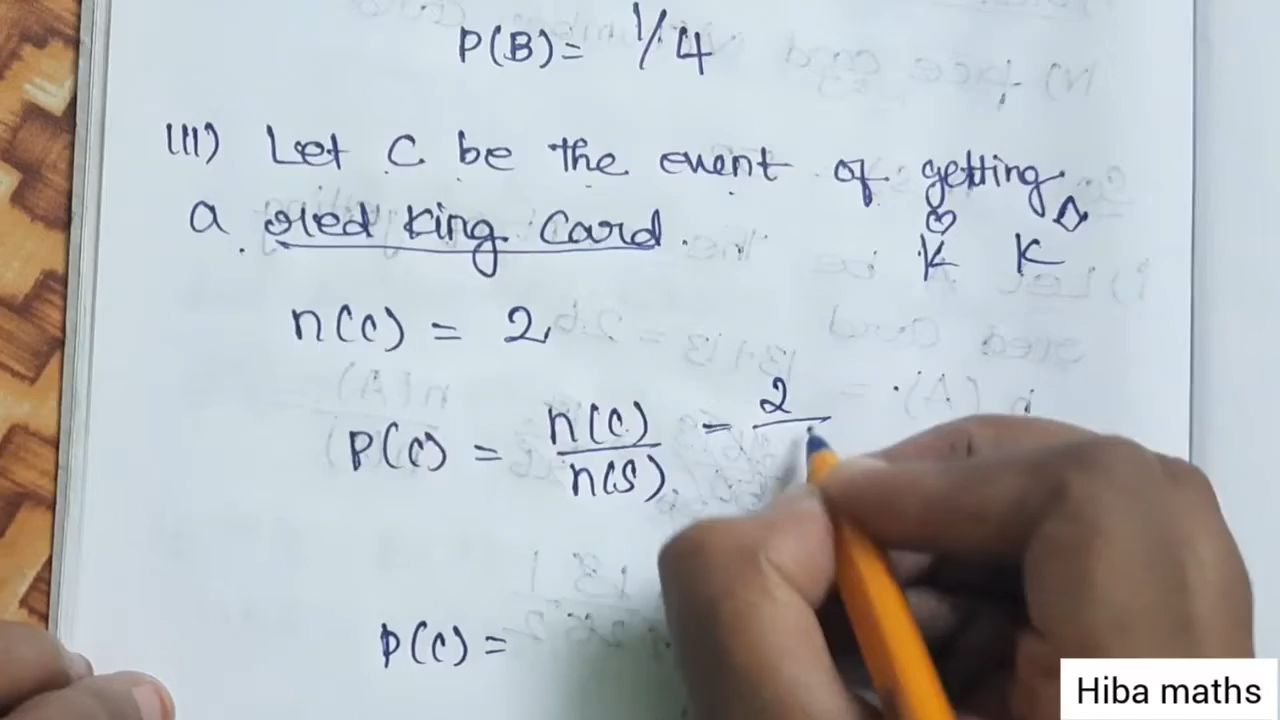 P(B) = 1/4
(III) Let C be the event of getting
a red King Card.
K K
n(C) = 2
P(C) = n(C)/n(S) = 2/
P(C) =
Hiba maths